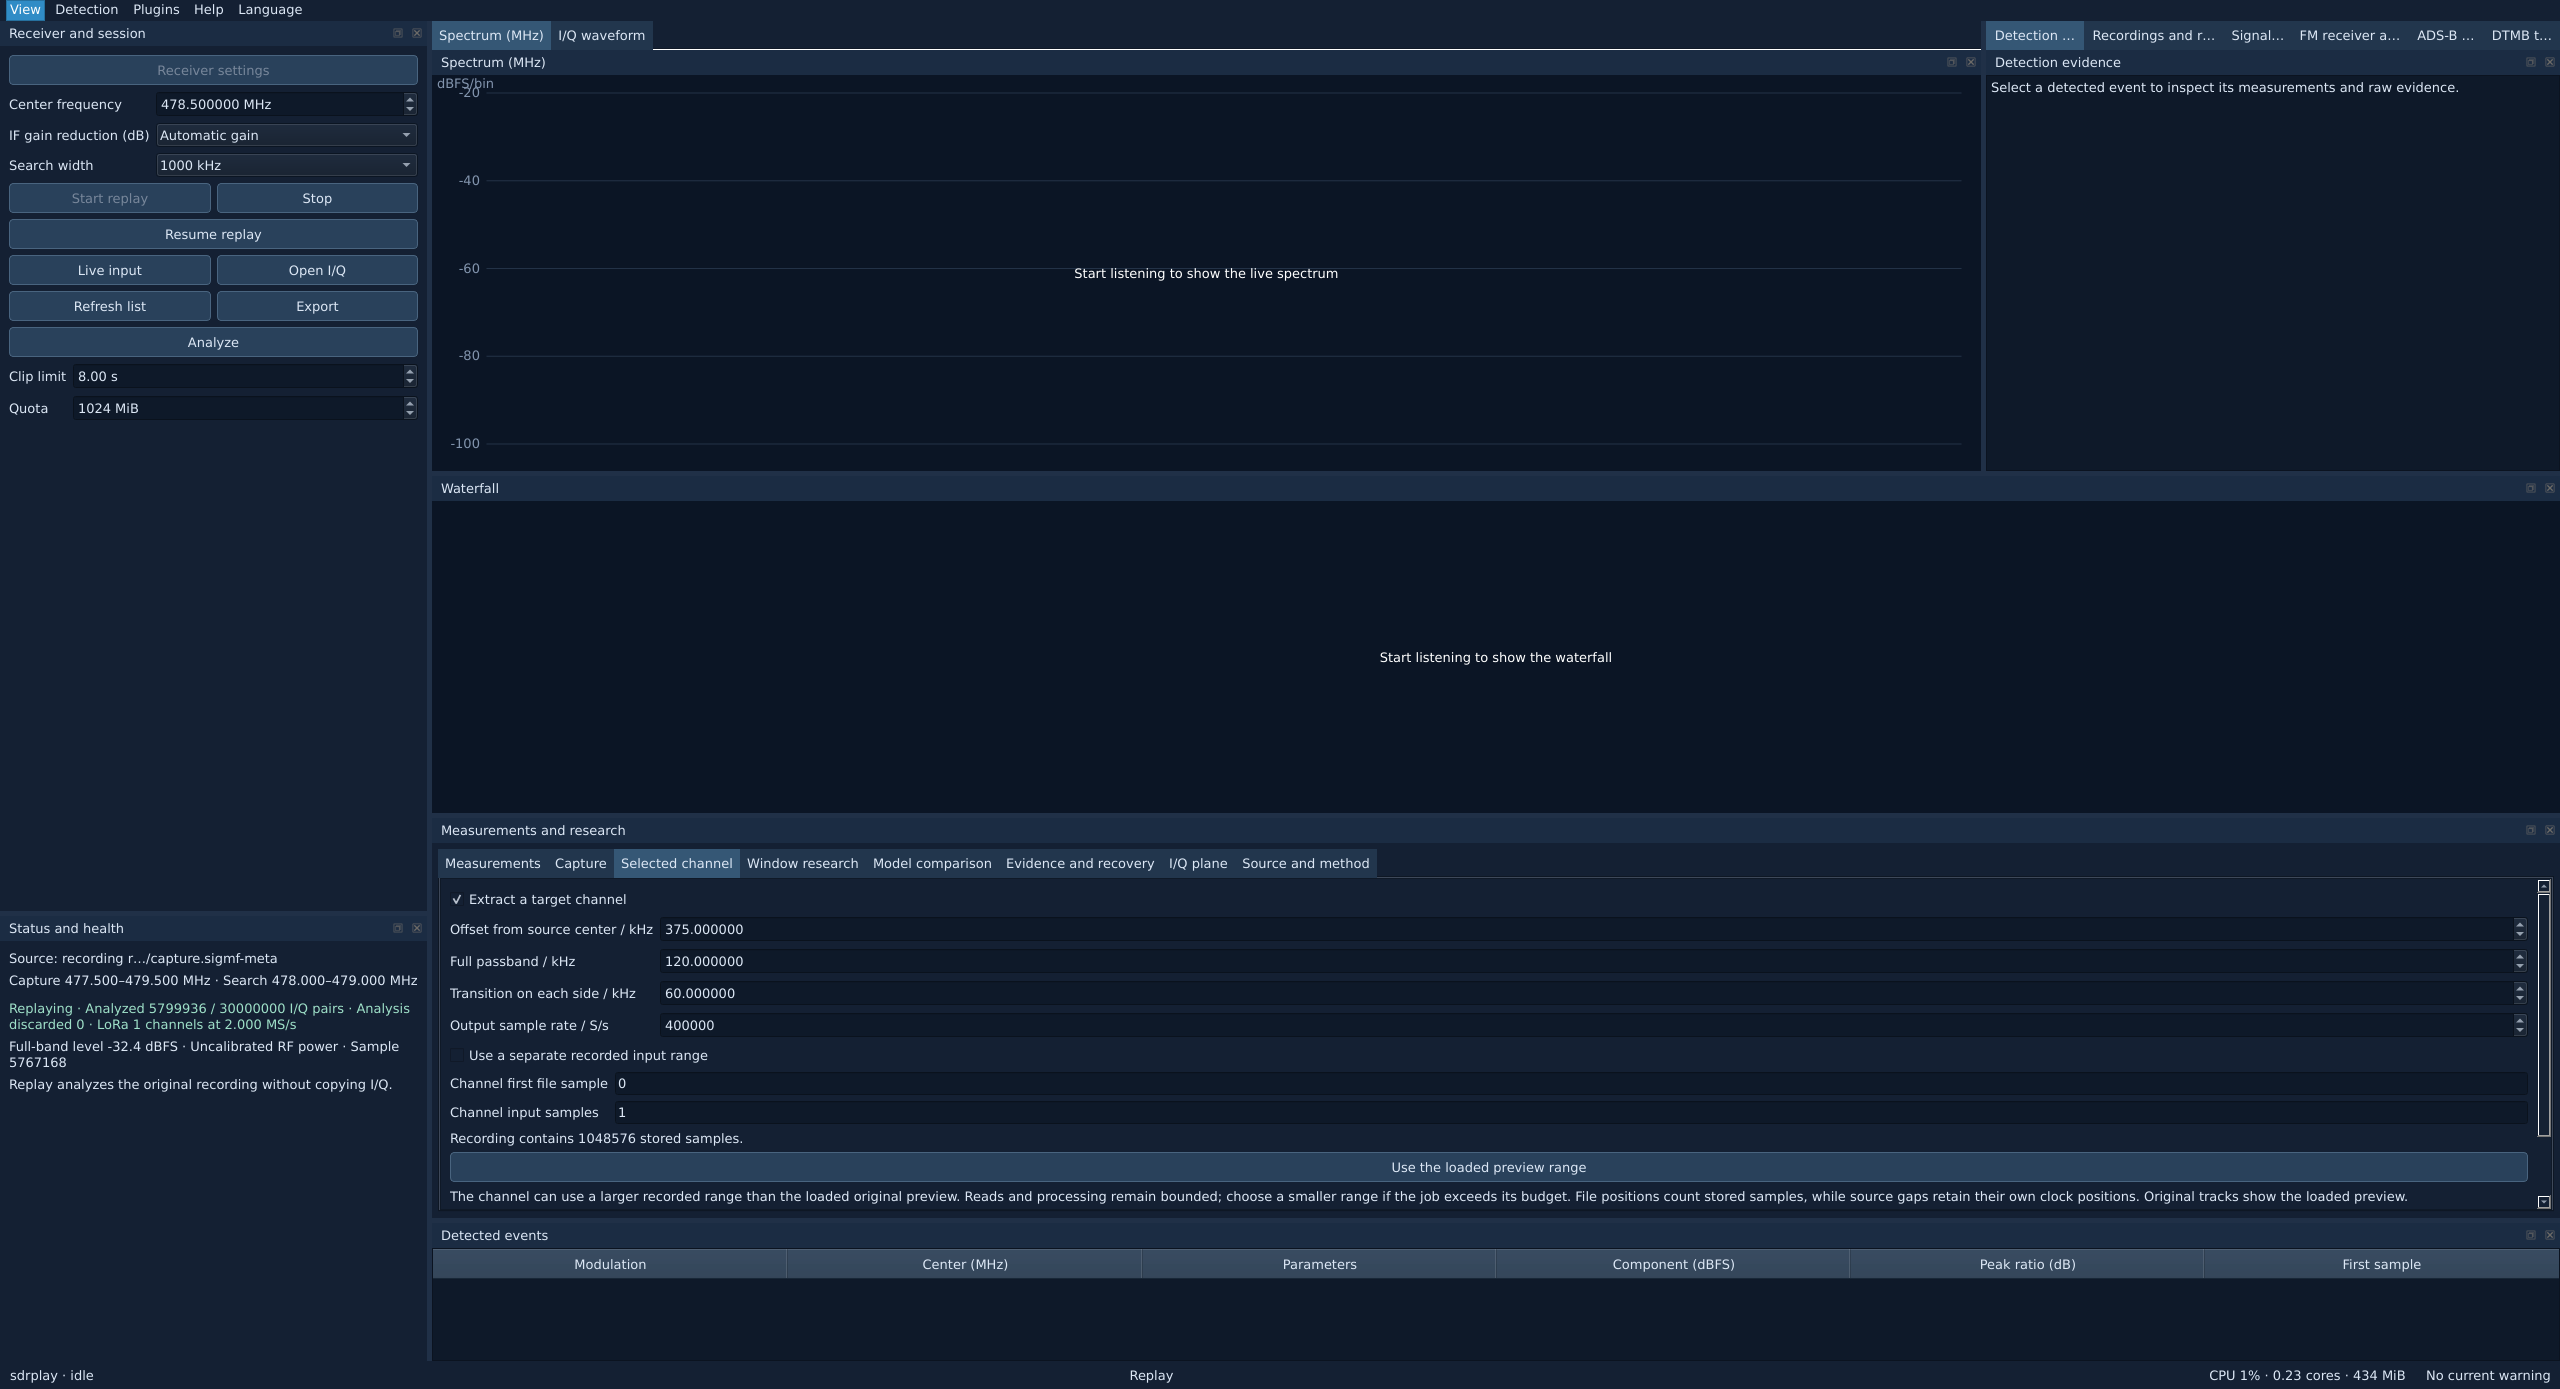 View Detection Plugins Help Language
Receiver and session
Receiver settings
Center frequency 478.500000 MHz
IF gain reduction (dB) Automatic gain
Search width 1000 kHz
Start replay Stop
Resume replay
Live input Open I/Q
Refresh list Export
Analyze
Clip limit 8.00 s
Quota 1024 MiB
Status and health
Source: recording r.../capture.sigmf-meta
Capture 477.500–479.500 MHz · Search 478.000–479.000 MHz
Replaying · Analyzed 5799936 / 30000000 I/Q pairs · Analysis
discarded 0 · LoRa 1 channels at 2.000 MS/s
Full-band level -32.4 dBFS · Uncalibrated RF power · Sample
5767168
Replay analyzes the original recording without copying I/Q.
Spectrum (MHz) I/Q waveform
Spectrum (MHz)
dBFS/bin
-20
-40
-60
Start listening to show the live spectrum
-80
-100
Detection ... Recordings and r... Signal... FM receiver a... ADS-B ... DTMB t...
Detection evidence
Select a detected event to inspect its measurements and raw evidence.
Waterfall
Start listening to show the waterfall
Measurements and research
Measurements Capture Selected channel Window research Model comparison Evidence and recovery I/Q plane Source and method
Extract a target channel
Offset from source center / kHz 375.000000
Full passband / kHz 120.000000
Transition on each side / kHz 60.000000
Output sample rate / S/s 400000
Use a separate recorded input range
Channel first file sample 0
Channel input samples 1
Recording contains 1048576 stored samples.
Use the loaded preview range
The channel can use a larger recorded range than the loaded original preview. Reads and processing remain bounded; choose a smaller range if the job exceeds its budget. File positions count stored samples, while source gaps retain their own clock positions. Original tracks show the loaded preview.
Detected events
Modulation Center (MHz) Parameters Component (dBFS) Peak ratio (dB) First sample
sdrplay · idle Replay CPU 1% · 0.23 cores · 434 MiB No current warning